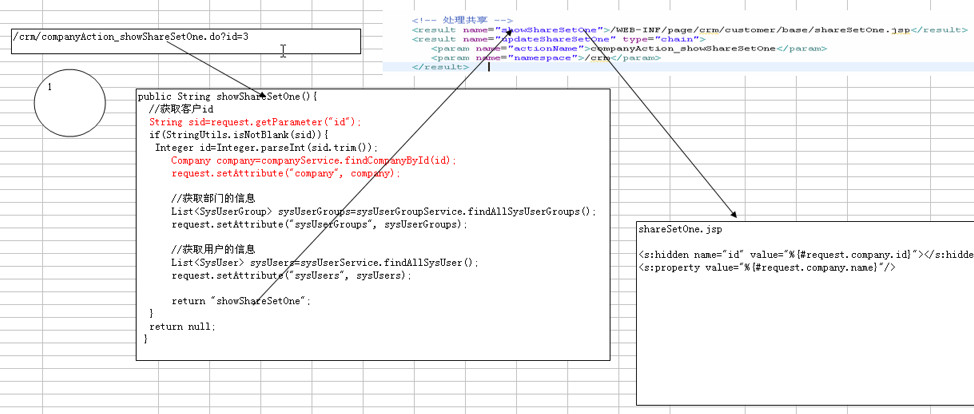 /crm/companyAction_showShareSetOne.do?id=3
<!-- 处理共享 -->
<result name="showShareSetOne">/WEB-INF/page/crm/customer/base/shareSetOne.jsp</result>
<result name="updateShareSetOne" type="chain">
<param name="actionName">companyAction_showShareSetOne</param>
<param name="namespace">/crm</param>
</result>
1
public String showShareSetOne(){
//获取客户id
String sid=request.getParameter("id");
if(StringUtils.isNotBlank(sid)){
Integer id=Integer.parseInt(sid.trim());
Company company=companyService.findCompanyById(id);
request.setAttribute("company", company);
//获取部门的信息
List<SysUserGroup> sysUserGroups=sysUserGroupService.findAllSysUserGroups();
request.setAttribute("sysUserGroups", sysUserGroups);
//获取用户的信息
List<SysUser> sysUsers=sysUserService.findAllSysUser();
request.setAttribute("sysUsers", sysUsers);
return "showShareSetOne";
}
return null;
}
shareSetOne.jsp
<s:hidden name="id" value="%{#request.company.id}"></s:hidde
<s:property value="%{#request.company.name}"/>